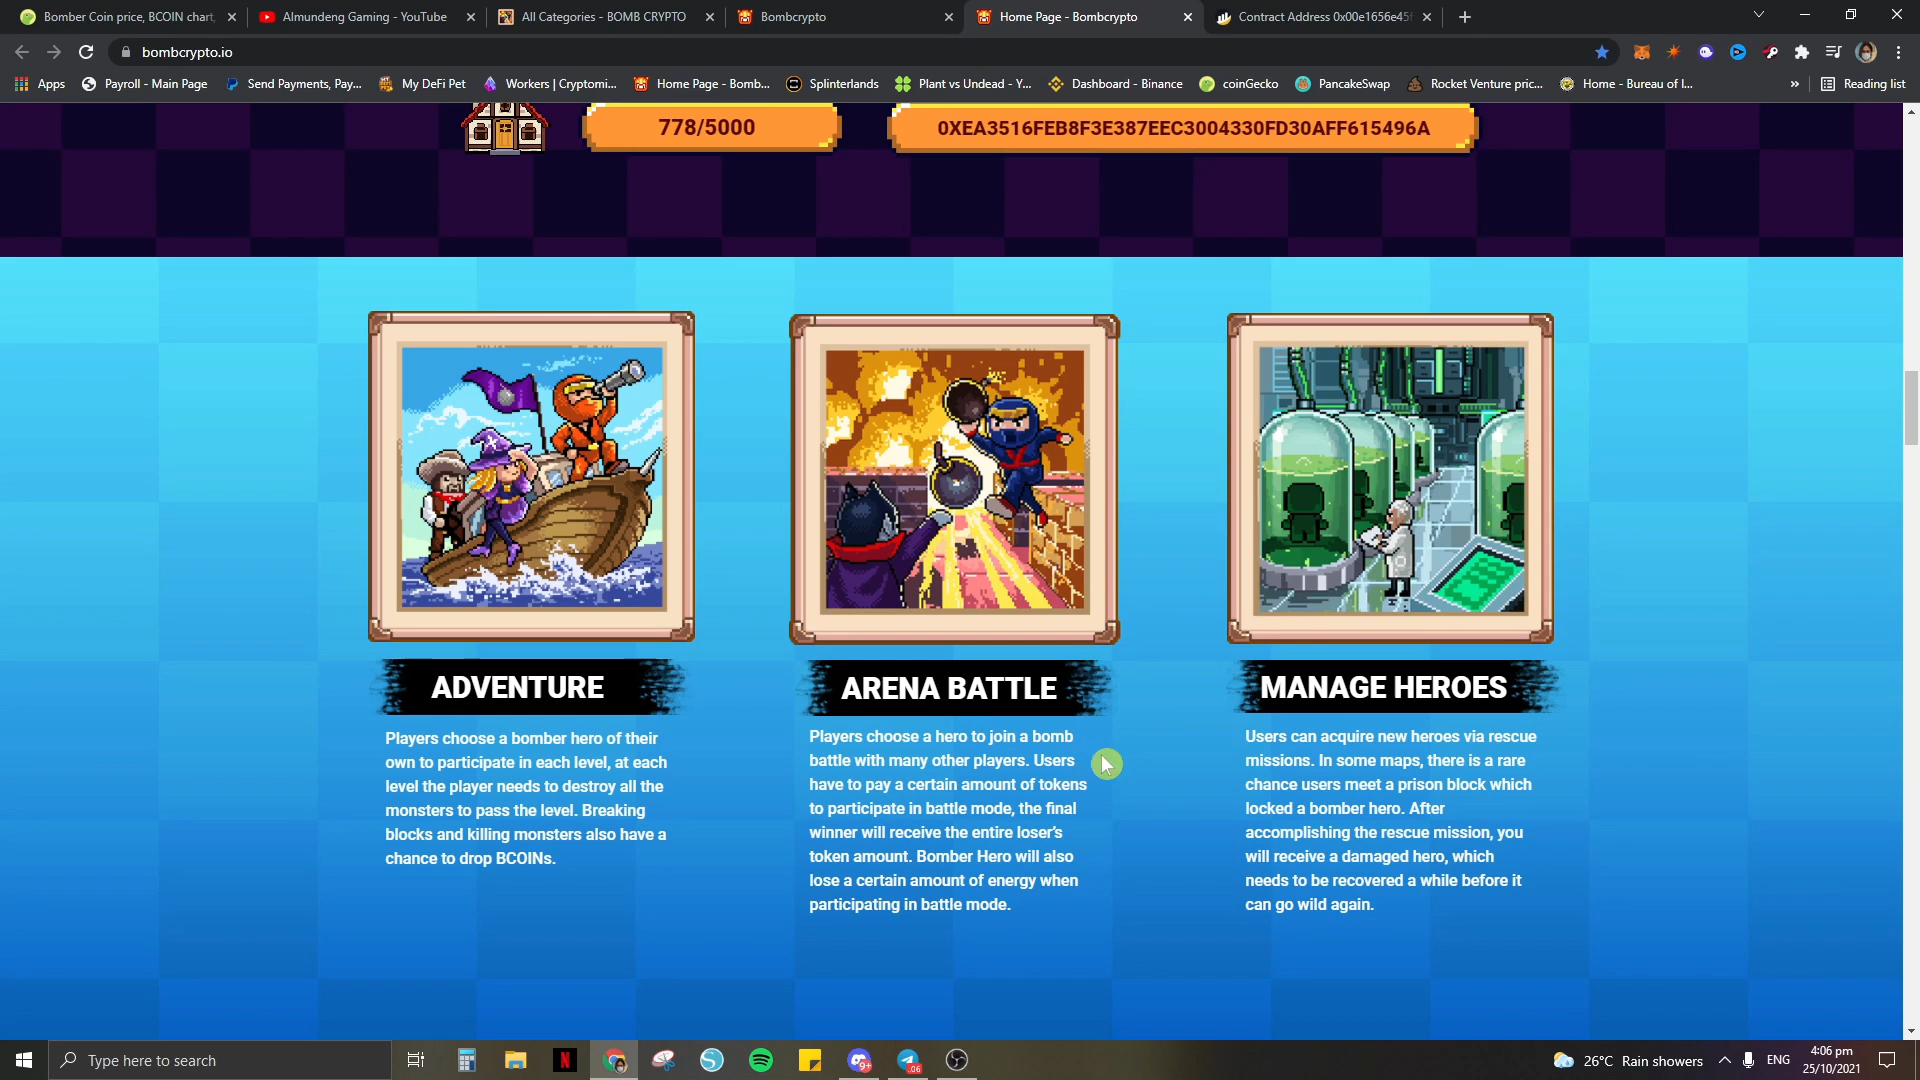 Bomber Coin price, BCOIN chart,
Almundeng Gaming - YouTube
All Categories - BOMB CRYPTO
Bombcrypto
Home Page - Bombcrypto
Contract Address 0x00e1656e45f
bombcrypto.io
Apps
Payroll - Main Page
Send Payments, Pay...
My DeFi Pet
Workers | Cryptomi...
Home Page - Bomb...
Splinterlands
Plant vs Undead - Y...
Dashboard - Binance
coinGecko
PancakeSwap
Rocket Venture pric...
Home - Bureau of I...
»
Reading list
778/5000
0XEA3516FEB8F3E387EEC3004330FD30AFF615496A
ADVENTURE
Players choose a bomber hero of their
own to participate in each level, at each
level the player needs to destroy all the
monsters to pass the level. Breaking
blocks and killing monsters also have a
chance to drop BCOINs.
ARENA BATTLE
Players choose a hero to join a bomb
battle with many other players. Users
have to pay a certain amount of tokens
to participate in battle mode, the final
winner will receive the entire loser's
token amount. Bomber Hero will also
lose a certain amount of energy when
participating in battle mode.
MANAGE HEROES
Users can acquire new heroes via rescue
missions. In some maps, there is a rare
chance users meet a prison block which
locked a bomber hero. After
accomplishing the rescue mission, you
will receive a damaged hero, which
needs to be recovered a while before it
can go wild again.
Type here to search
26°C Rain showers
ENG
4:06 pm
25/10/2021